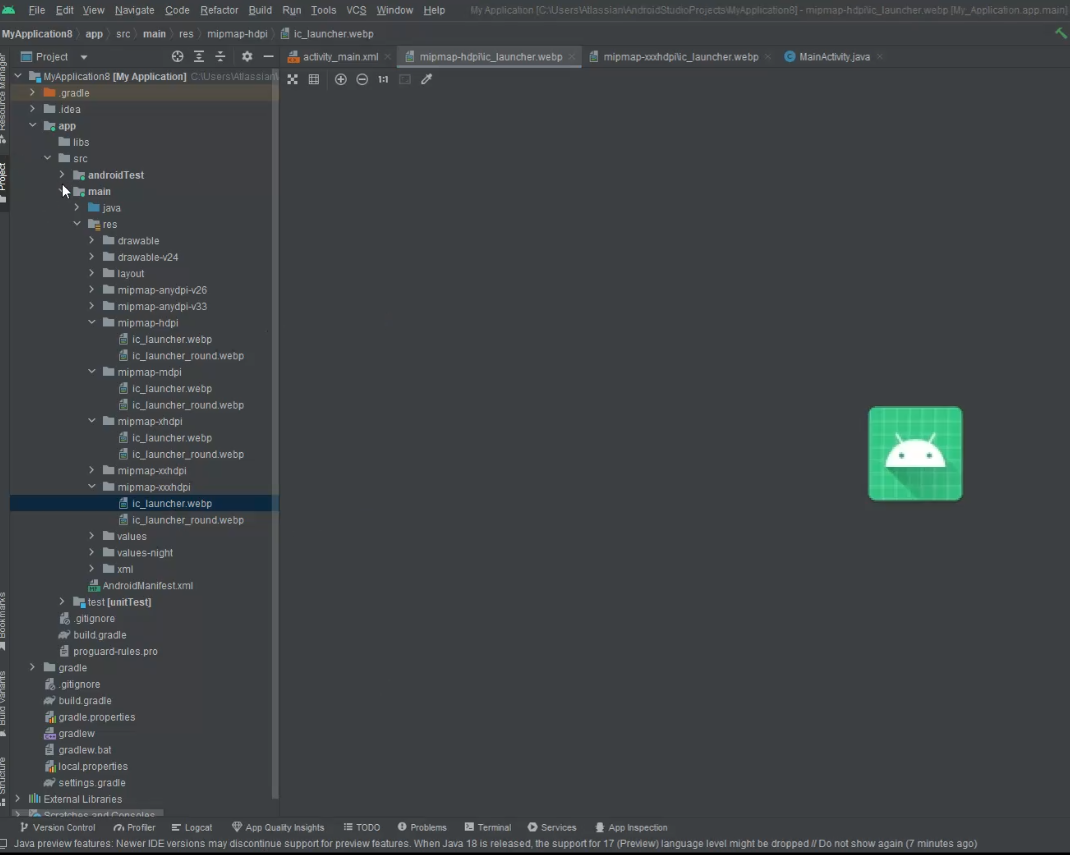 File Edit View Navigate Code Refactor Build Run Tools VCS Window Help My Application [C:\Users\Atlassian\AndroidStudioProjects\MyApplication8] - mipmap-hdpi\ic_launcher.webp [My_Application.app.main]
MyApplication8 app src main res mipmap-hdpi ic_launcher.webp
Project activity_main.xml mipmap-hdpi\ic_launcher.webp mipmap-xxxhdpi\ic_launcher.webp MainActivity.java
MyApplication8 [My Application] C:\Users\Atlassian\
1:1
.gradle
.idea
app
libs
src
androidTest
main
java
res
drawable
drawable-v24
layout
mipmap-anydpi-v26
mipmap-anydpi-v33
mipmap-hdpi
ic_launcher.webp
ic_launcher_round.webp
mipmap-mdpi
ic_launcher.webp
ic_launcher_round.webp
mipmap-xhdpi
ic_launcher.webp
ic_launcher_round.webp
mipmap-xxhdpi
mipmap-xxxhdpi
ic_launcher.webp
ic_launcher_round.webp
values
values-night
xml
AndroidManifest.xml
test [unitTest]
.gitignore
build.gradle
proguard-rules.pro
gradle
.gitignore
build.gradle
gradle.properties
gradlew
gradlew.bat
local.properties
settings.gradle
External Libraries
Scratches and Consoles
Resource Manager
Project
Bookmarks
Build Variants
Structure
Version Control Profiler Logcat App Quality Insights TODO Problems Terminal Services App Inspection
Java preview features: Newer IDE versions may discontinue support for preview features. When Java 18 is released, the support for 17 (Preview) language level might be dropped // Do not show again (7 minutes ago)